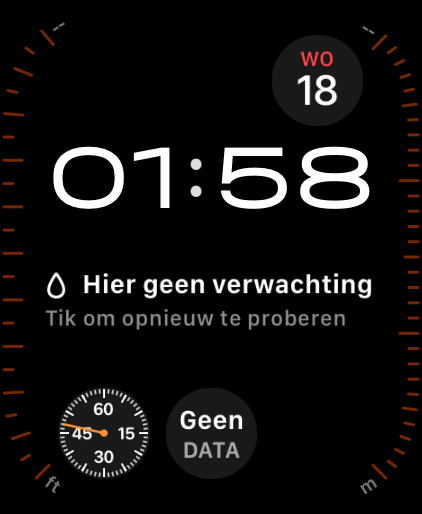 --
--
WO
18
01:58
Hier geen verwachting
Tik om opnieuw te proberen
60
45
15
30
Geen
DATA
ft
m